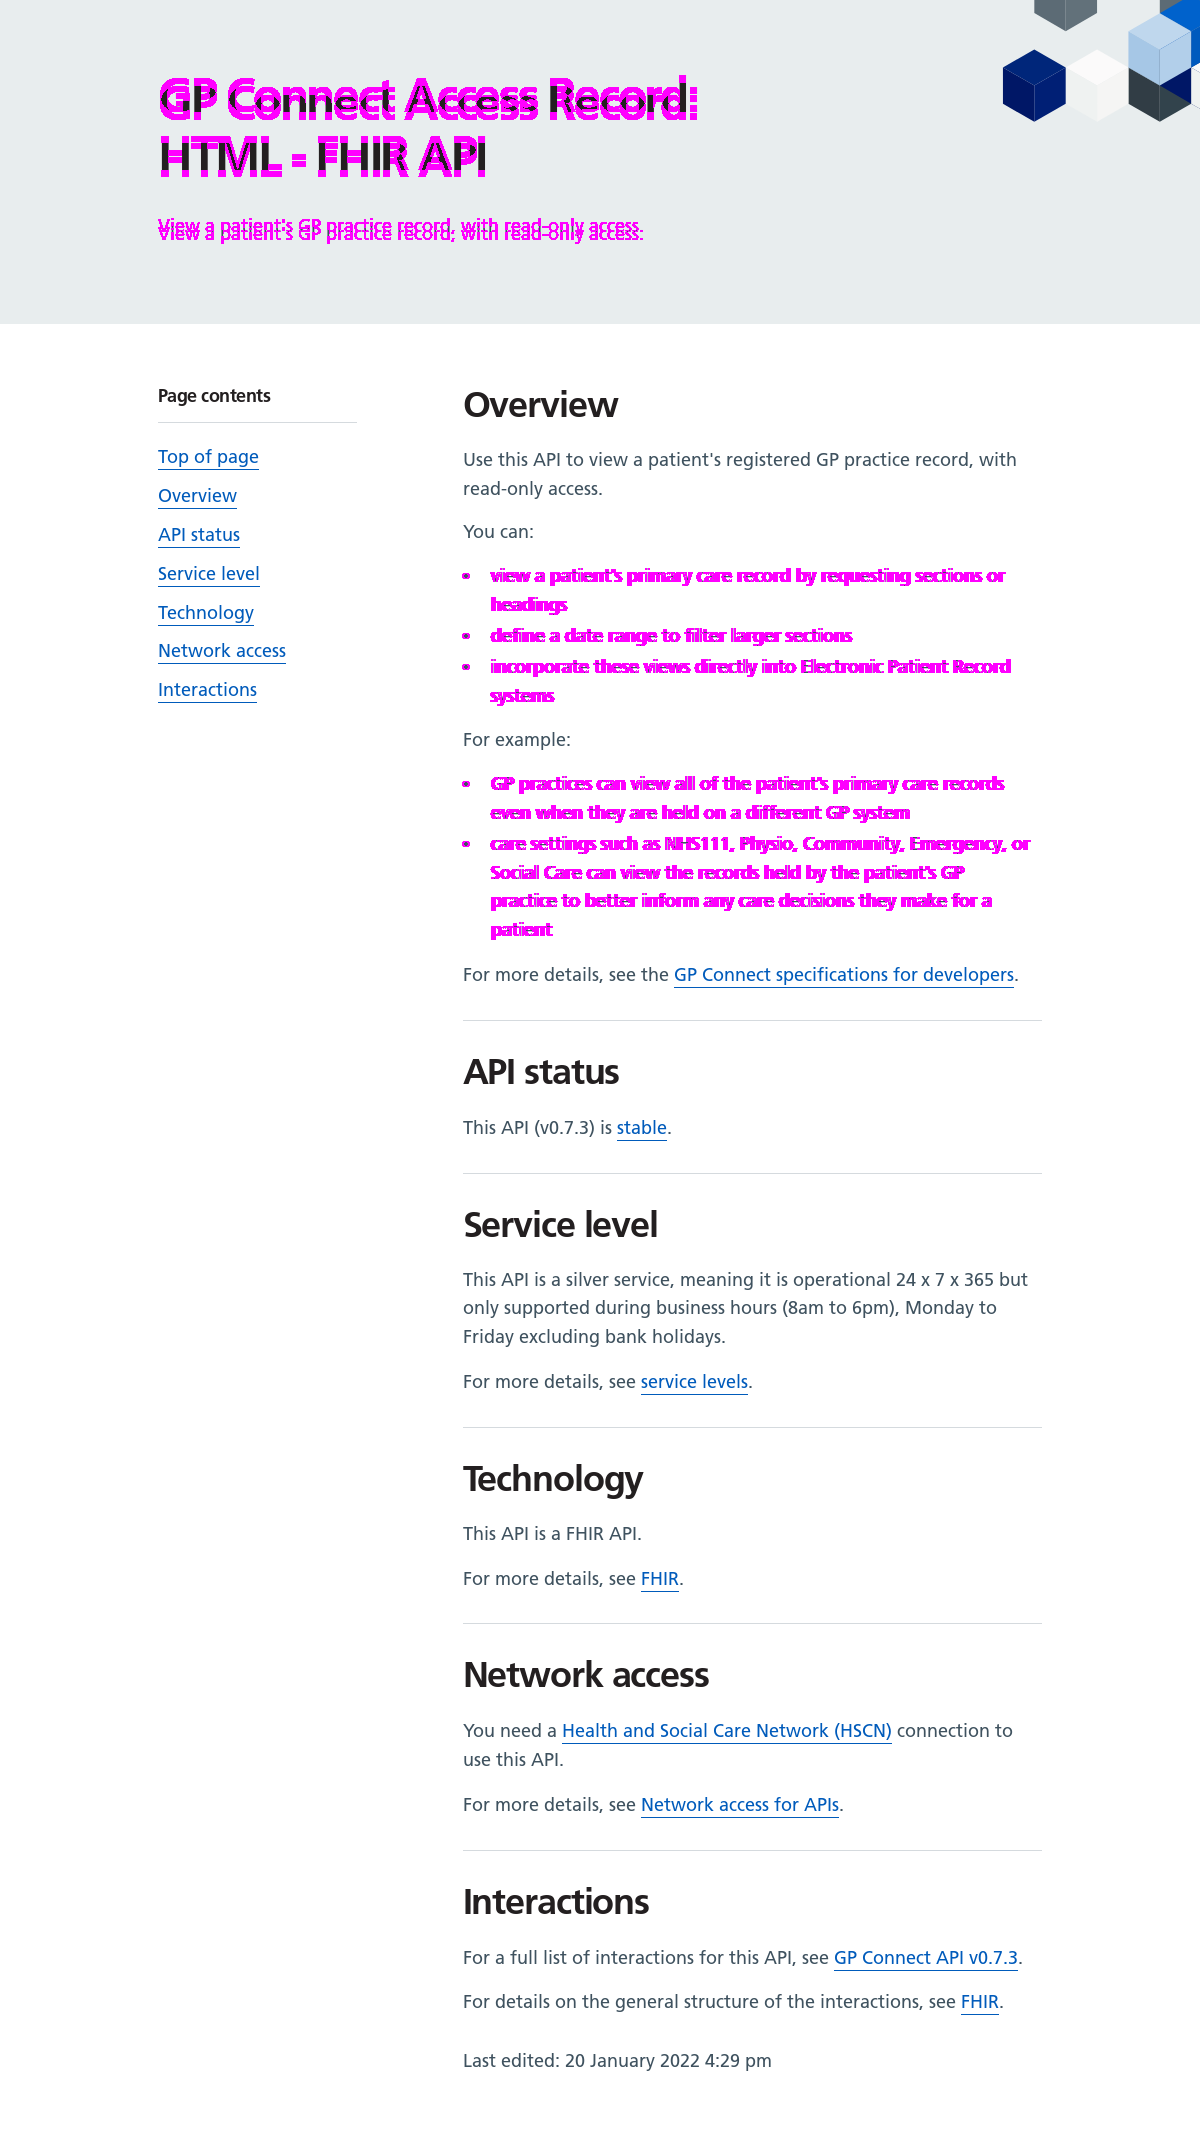 GP Connect Access Record:
HTML - FHIR API
View a patient's GP practice record, with read-only access.
Page contents
Top of page
Overview
API status
Service level
Technology
Network access
Interactions
Overview
Use this API to view a patient's registered GP practice record, with
read-only access.
You can:
• view a patient's primary care record by requesting sections or
headings
• define a date range to filter larger sections
• incorporate these views directly into Electronic Patient Record
systems
For example:
• GP practices can view all of the patient's primary care records
even when they are held on a different GP system
• care settings such as NHS111, Physio, Community, Emergency, or
Social Care can view the records held by the patient's GP
practice to better inform any care decisions they make for a
patient
For more details, see the GP Connect specifications for developers.
API status
This API (v0.7.3) is stable.
Service level
This API is a silver service, meaning it is operational 24 x 7 x 365 but
only supported during business hours (8am to 6pm), Monday to
Friday excluding bank holidays.
For more details, see service levels.
Technology
This API is a FHIR API.
For more details, see FHIR.
Network access
You need a Health and Social Care Network (HSCN) connection to
use this API.
For more details, see Network access for APIs.
Interactions
For a full list of interactions for this API, see GP Connect API v0.7.3.
For details on the general structure of the interactions, see FHIR.
Last edited: 20 January 2022 4:29 pm